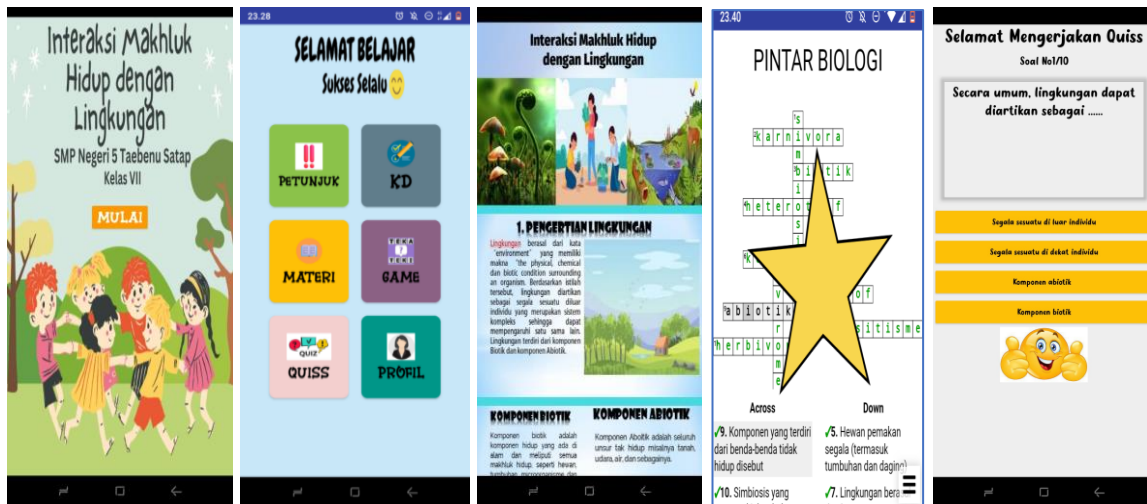 Interaksi Makhluk
Hidup dengan
Lingkungan
SMP Negeri 5 Taebenu Satap
Kelas VII
MULAI
23.28
SELAMAT BELAJAR
Sukses Selalu
PETUNJUK
KD
MATERI
TEKA
TEKI
GAME
QUIZ
QUISS
PROFIL
Interaksi Makhluk Hidup
dengan Lingkungan
1. PENGERTIAN LINGKUNGAN
Lingkungan berasal dari kata
"environment" yang memiliki
makna "the physical, chemical
dan biotic condition surrounding
an organism. Berdasarkan istilah
tersebut, lingkungan diartikan
sebagai segala sesuatu diluar
individu yang merupakan sistem
kompleks sehingga dapat
mempengaruhi satu sama lain.
Lingkungan terdiri dari komponen
Biotik dan komponen Abiotik.
KOMPONEN BIOTIK
Komponen biotik adalah
komponen hidup yang ada di
alam dan meliputi semua
makhluk hidup, seperti hewan,
tumbuhan, mikroorganisme dan
KOMPONEN ABIOTIK
Komponen Aboitik adalah seluruh
unsur tak hidup misalnya tanah,
udara, air, dan sebagainya.
23.40
PINTAR BIOLOGI
karnivora
abiotik
Across
9. Komponen yang terdiri
dari benda-benda tidak
hidup disebut
10. Simbiosis yang
Down
5. Hewan pemakan
segala (termasuk
tumbuhan dan daging)
7. Lingkungan
Selamat Mengerjakan Quiss
Soal No1/10
Secara umum, lingkungan dapat
diartikan sebagai ......
Segala sesuatu di luar individu
Segala sesuatu di dekat individu
Komponen abiotik
Komponen biotik